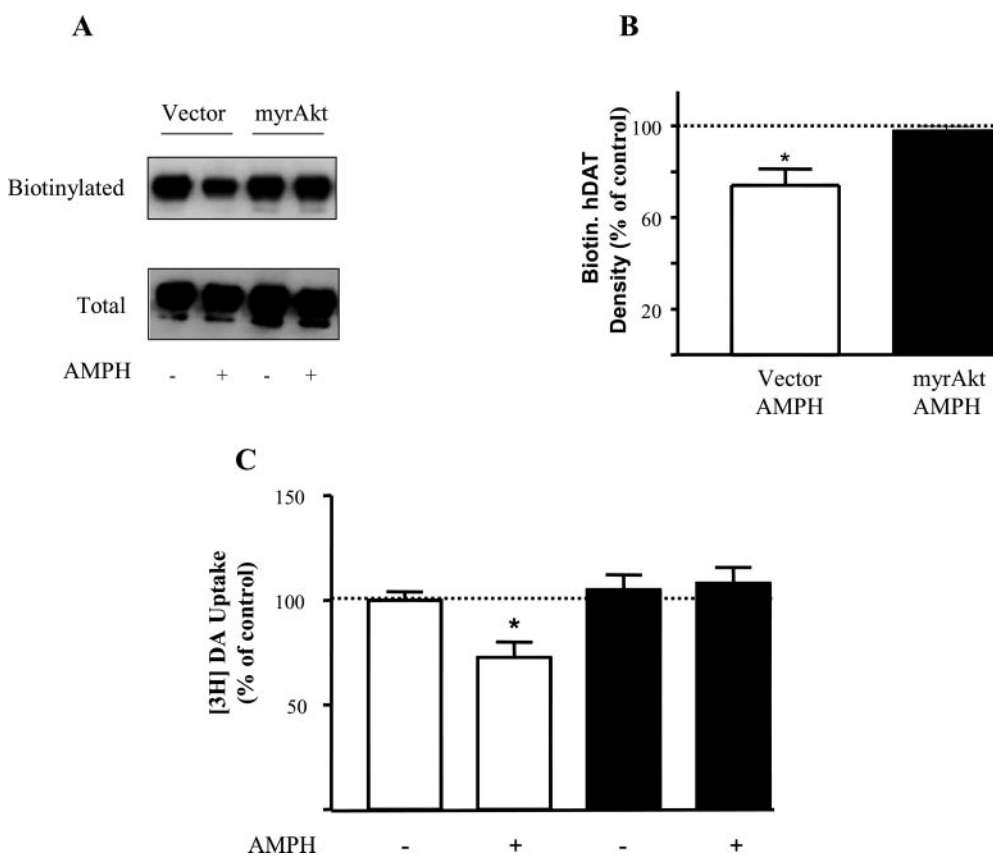 A
Vector myrAkt
Biotinylated
Total
AMPH - + - +
B
Biotin. hDAT
Density (% of control)
100
60
20
*
Vector
AMPH
myrAkt
AMPH
C
[3H] DA Uptake
(% of control)
150
100
50
*
AMPH - + - +